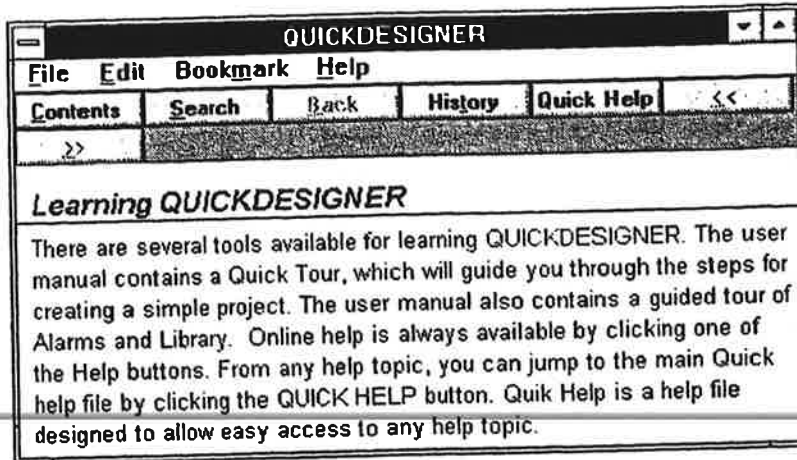 QUICKDESIGNER
File Edit Bookmark Help
Contents Search Back History Quick Help <<
>>
Learning QUICKDESIGNER
There are several tools available for learning QUICKDESIGNER. The user
manual contains a Quick Tour, which will guide you through the steps for
creating a simple project. The user manual also contains a guided tour of
Alarms and Library. Online help is always available by clicking one of
the Help buttons. From any help topic, you can jump to the main Quick
help file by clicking the QUICK HELP button. Quik Help is a help file
designed to allow easy access to any help topic.